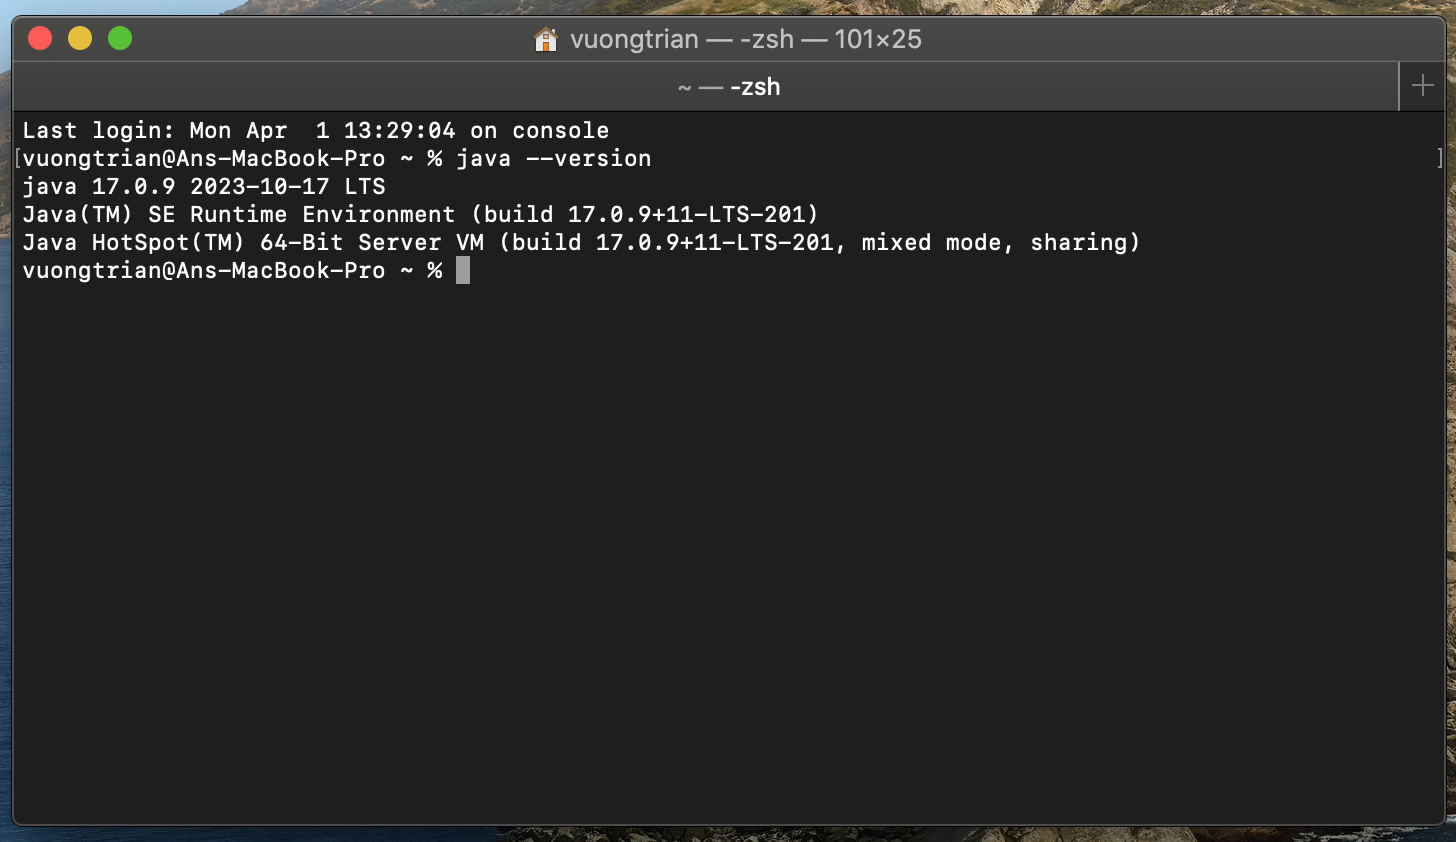 vuongtrian — -zsh — 101×25
~ — -zsh
Last login: Mon Apr  1 13:29:04 on console
[vuongtrian@Ans-MacBook-Pro ~ % java --version ]
java 17.0.9 2023-10-17 LTS
Java(TM) SE Runtime Environment (build 17.0.9+11-LTS-201)
Java HotSpot(TM) 64-Bit Server VM (build 17.0.9+11-LTS-201, mixed mode, sharing)
vuongtrian@Ans-MacBook-Pro ~ %